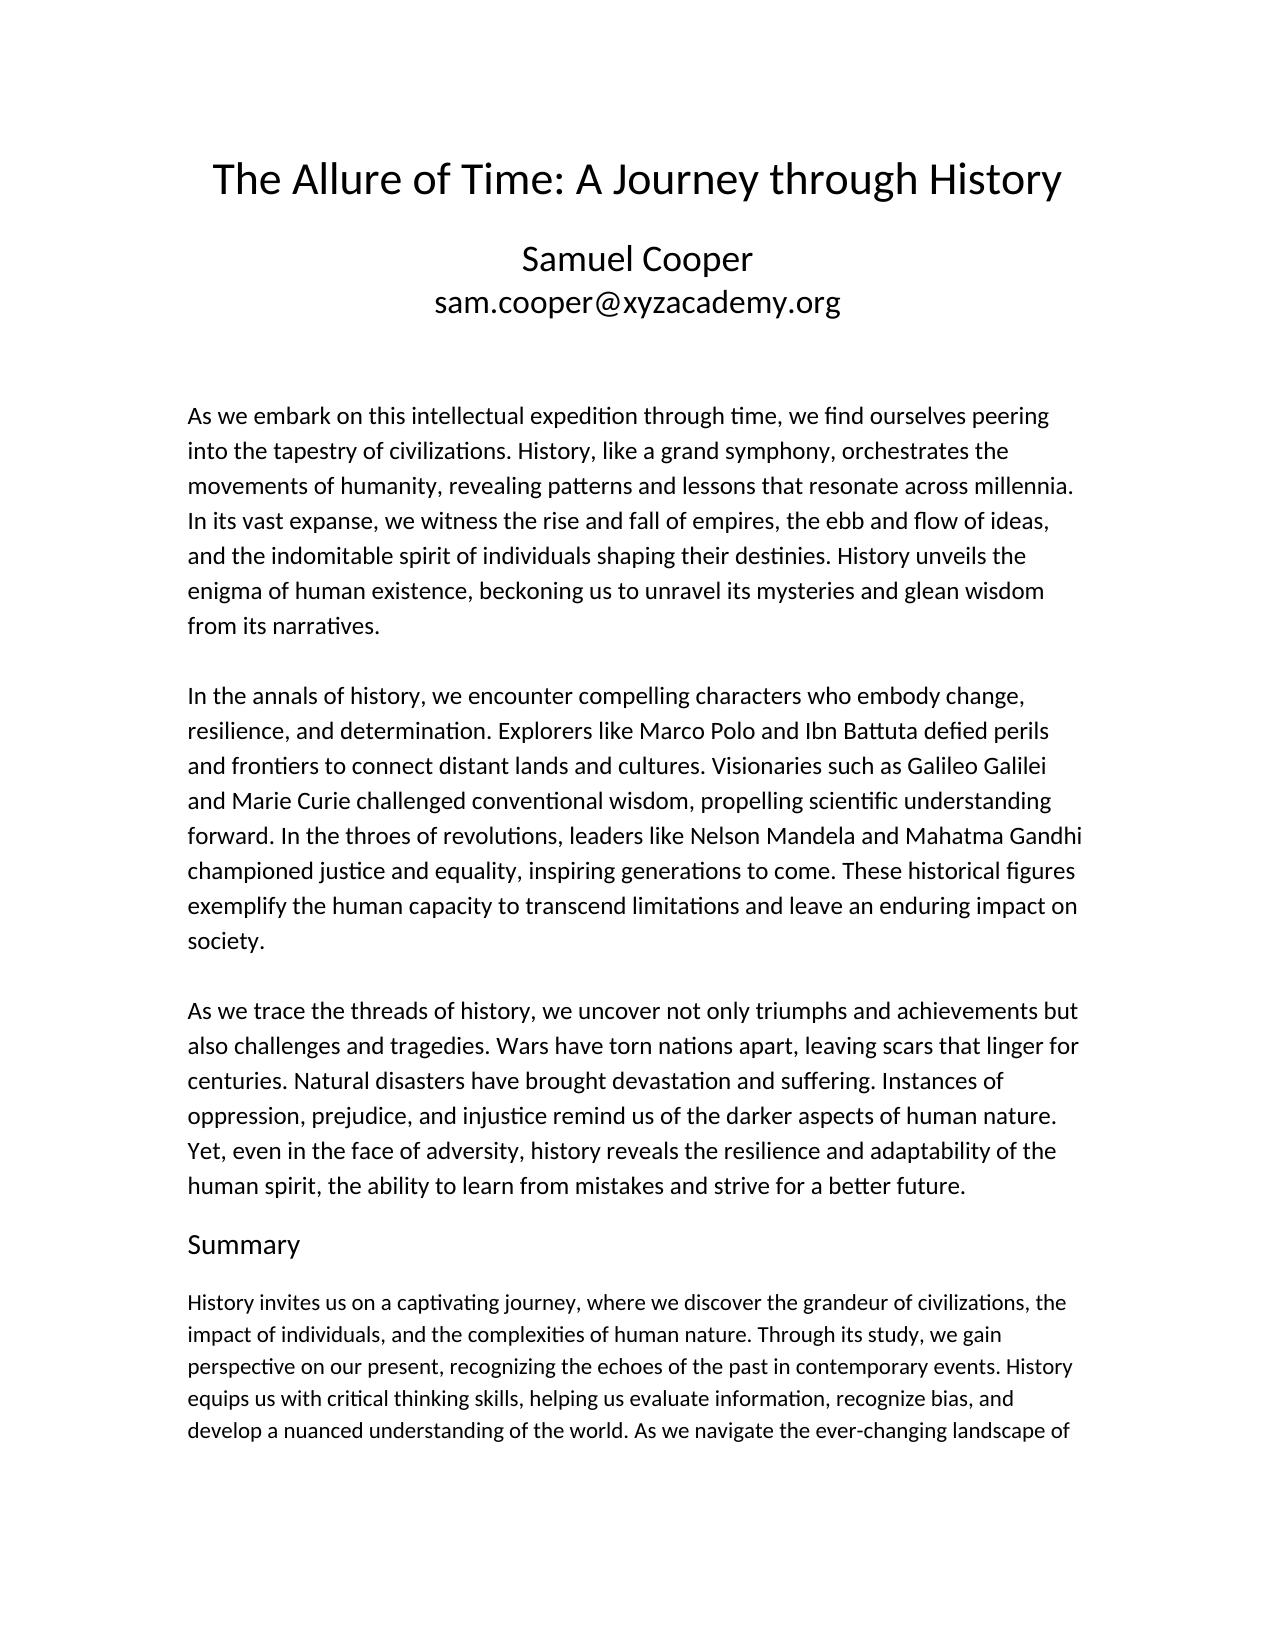 The Allure of Time: A Journey through History
Samuel Cooper
sam.cooper@xyzacademy.org
As we embark on this intellectual expedition through time, we find ourselves peering
into the tapestry of civilizations. History, like a grand symphony, orchestrates the
movements of humanity, revealing patterns and lessons that resonate across millennia.
In its vast expanse, we witness the rise and fall of empires, the ebb and flow of ideas,
and the indomitable spirit of individuals shaping their destinies. History unveils the
enigma of human existence, beckoning us to unravel its mysteries and glean wisdom
from its narratives.
In the annals of history, we encounter compelling characters who embody change,
resilience, and determination. Explorers like Marco Polo and Ibn Battuta defied perils
and frontiers to connect distant lands and cultures. Visionaries such as Galileo Galilei
and Marie Curie challenged conventional wisdom, propelling scientific understanding
forward. In the throes of revolutions, leaders like Nelson Mandela and Mahatma Gandhi
championed justice and equality, inspiring generations to come. These historical figures
exemplify the human capacity to transcend limitations and leave an enduring impact on
society.
As we trace the threads of history, we uncover not only triumphs and achievements but
also challenges and tragedies. Wars have torn nations apart, leaving scars that linger for
centuries. Natural disasters have brought devastation and suffering. Instances of
oppression, prejudice, and injustice remind us of the darker aspects of human nature.
Yet, even in the face of adversity, history reveals the resilience and adaptability of the
human spirit, the ability to learn from mistakes and strive for a better future.
Summary
History invites us on a captivating journey, where we discover the grandeur of civilizations, the
impact of individuals, and the complexities of human nature. Through its study, we gain
perspective on our present, recognizing the echoes of the past in contemporary events. History
equips us with critical thinking skills, helping us evaluate information, recognize bias, and
develop a nuanced understanding of the world. As we navigate the ever-changing landscape of